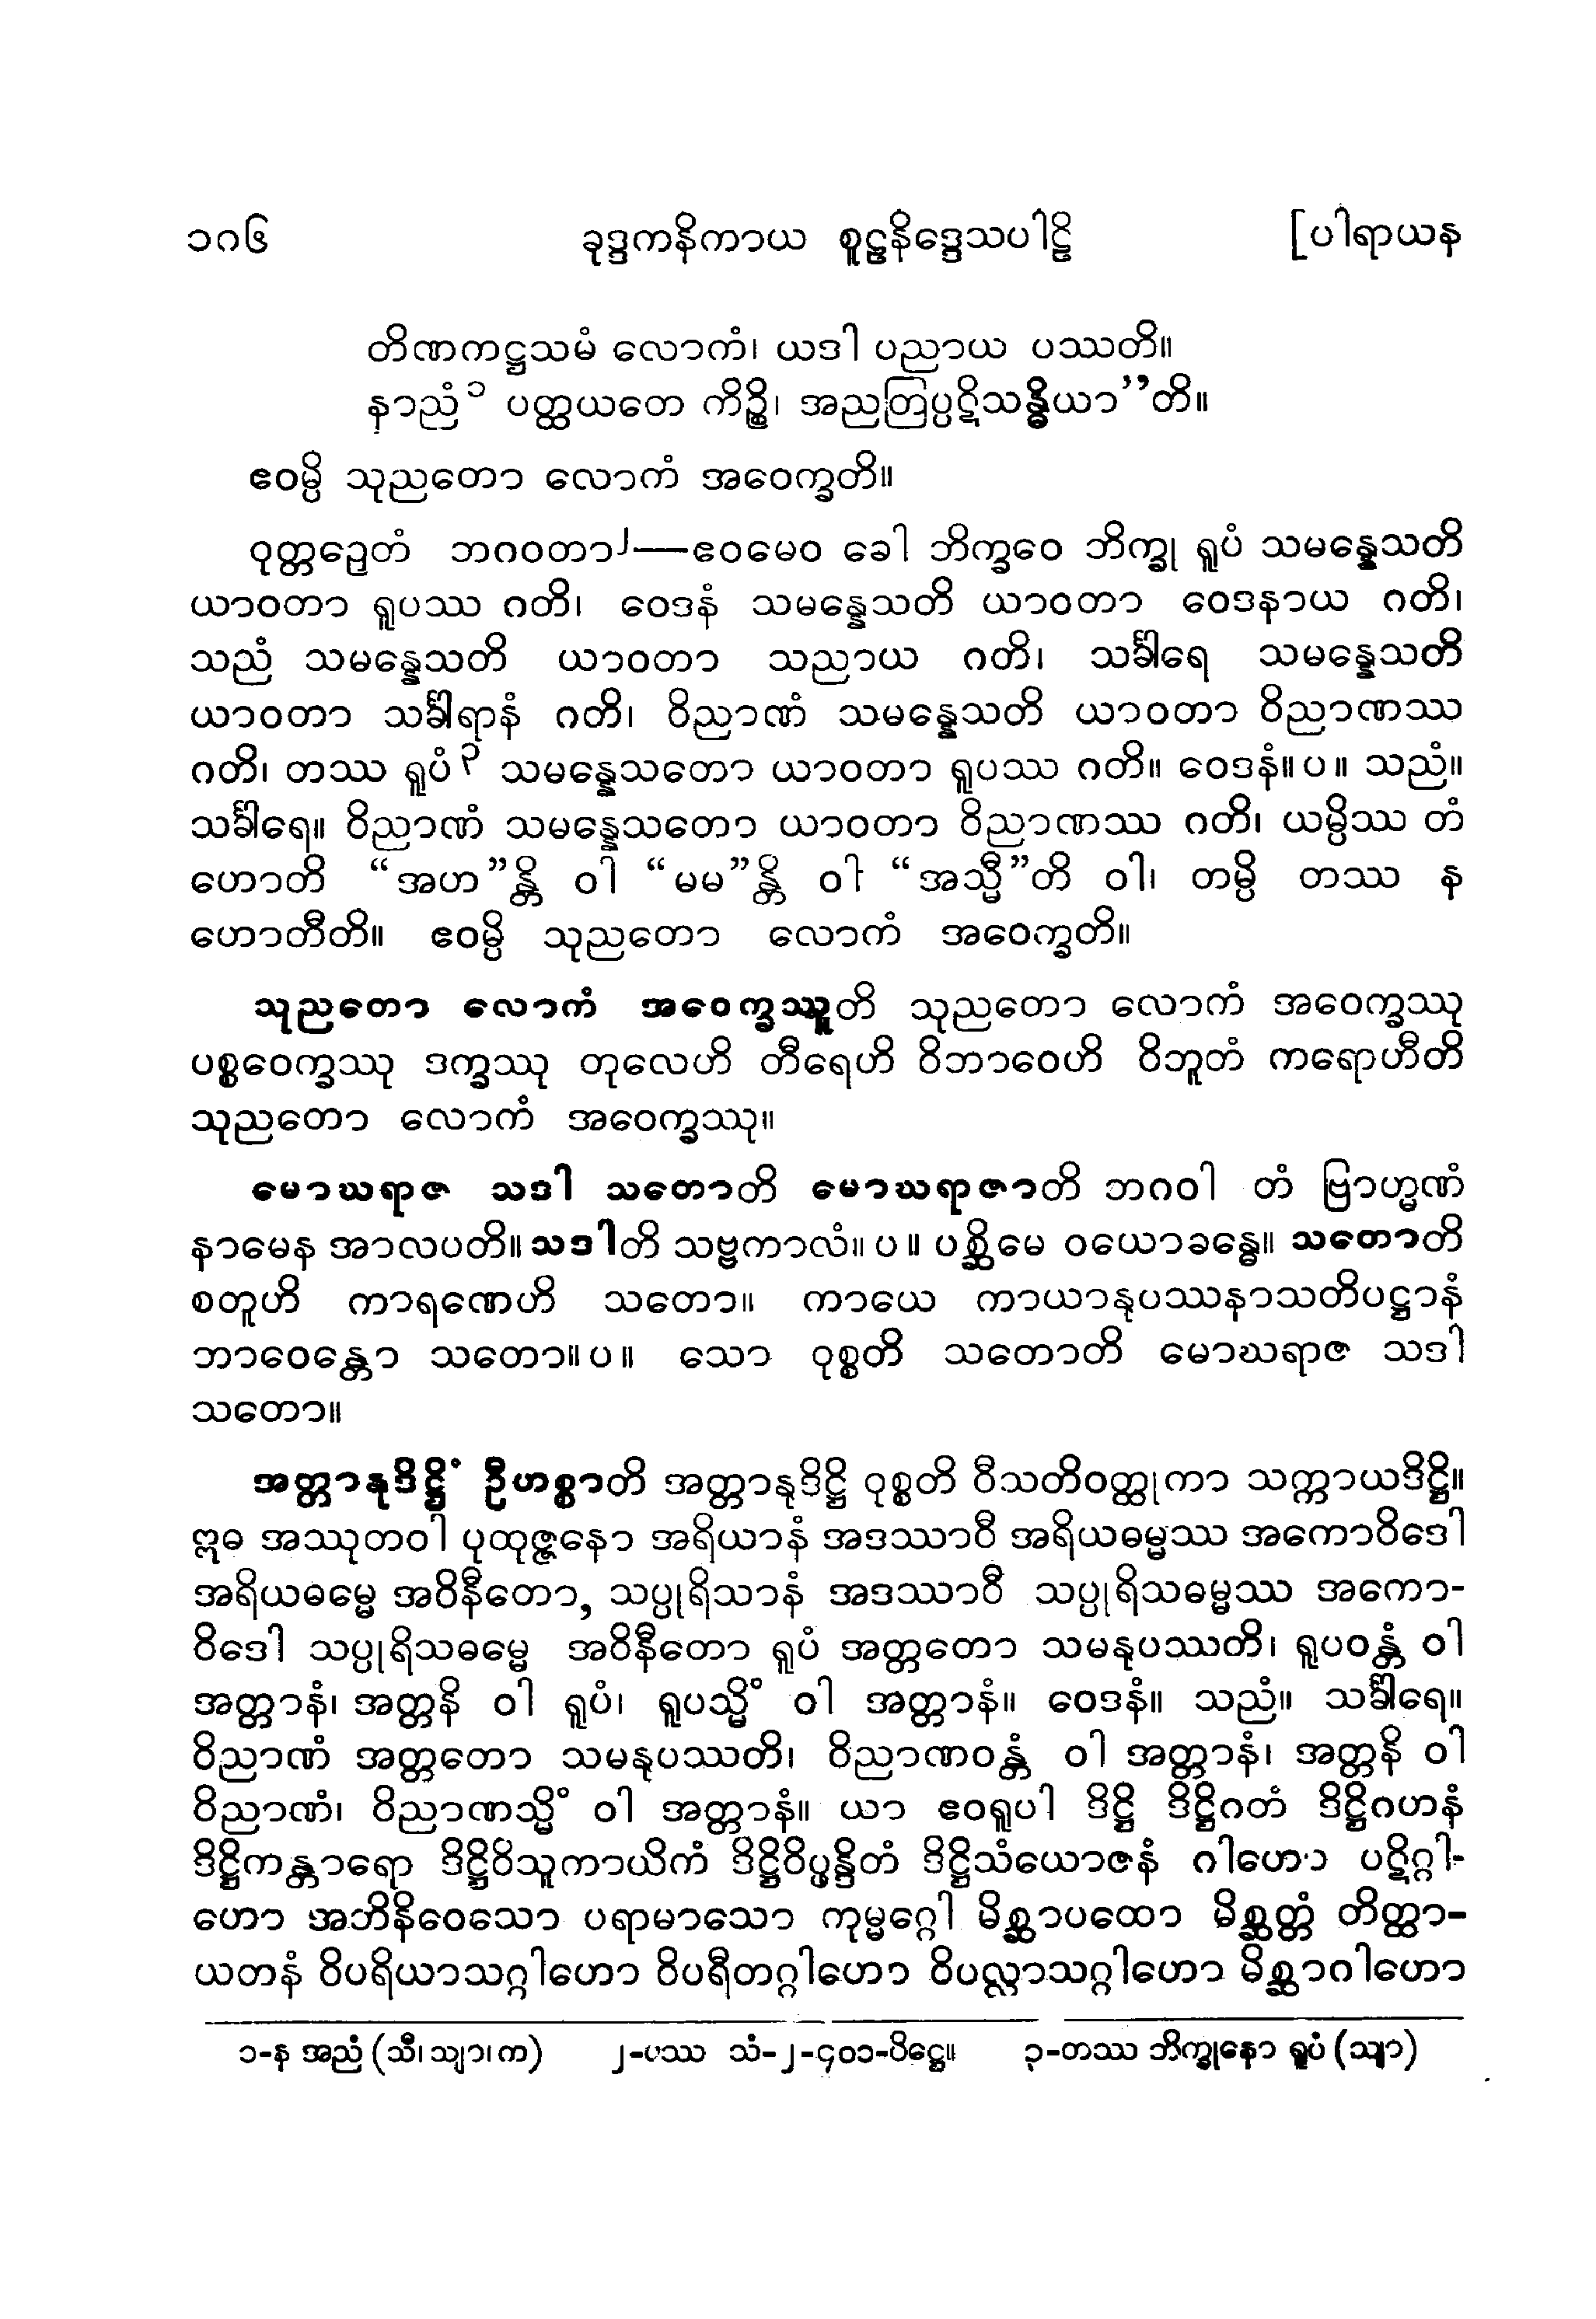 ၁၈၆ ခုဒ္ဒကနိကာယ စူဠနိဒ္ဒေသပါဠိ [ပါရာယန
တိဏကဋ္ဌသမံ လောကံ၊ ယဒါ ပညာယ ပဿတိ။
နာညံ၁ ပတ္ထယတေ ကိဉ္စိ၊ အညတြပ္ပဋိသန္ဓိယာ”တိ။
ဧဝမ္ပိ သုညတော လောကံ အဝေက္ခတိ။
ဝုတ္တဉှေတံ ဘဂဝတာ၂—ဧဝမေဝ ခေါ ဘိက္ခဝေ ဘိက္ခု ရူပံ သမန္နေသတိ
ယာဝတာ ရူပဿ ဂတိ၊ ဝေဒနံ သမန္နေသတိ ယာဝတာ ဝေဒနာယ ဂတိ၊
သညံ သမန္နေသတိ ယာဝတာ သညာယ ဂတိ၊ သင်္ခါရေ သမန္နေသတိ
ယာဝတာ သင်္ခါရာနံ ဂတိ၊ ဝိညာဏံ သမန္နေသတိ ယာဝတာ ဝိညာဏဿ
ဂတိ၊ တဿ ရူပံ၃ သမန္နေသတော ယာဝတာ ရူပဿ ဂတိ။ ဝေဒနံ။ ပ ။ သညံ။
သင်္ခါရေ။ ဝိညာဏံ သမန္နေသတော ယာဝတာ ဝိညာဏဿ ဂတိ၊ ယမ္ပိဿ တံ
ဟောတိ “အဟ”န္တိ ဝါ “မမ”န္တိ ဝါ “အသ္မီ”တိ ဝါ၊ တမ္ပိ တဿ န
ဟောတီတိ။ ဧဝမ္ပိ သုညတော လောကံ အဝေက္ခတိ။
သုညတော လောကံ အဝေက္ခဿူတိ သုညတော လောကံ အဝေက္ခဿု
ပစ္စဝေက္ခဿု ဒက္ခဿု တုလေဟိ တီရေဟိ ဝိဘာဝေဟိ ဝိဘူတံ ကရောဟီတိ
သုညတော လောကံ အဝေက္ခဿု။
မောဃရာဇ သဒါ သတောတိ မောဃရာဇာတိ ဘဂဝါ တံ ဗြာဟ္မဏံ
နာမေန အာလပတိ။ သဒါတိ သဗ္ဗကာလံ။ ပ ။ ပစ္ဆိမေ ဝယောခန္ဓေ။ သတောတိ
စတူဟိ ကာရဏေဟိ သတော။ ကာယေ ကာယာနုပဿနာသတိပဋ္ဌာနံ
ဘာဝေန္တော သတော။ ပ ။ သော ဝုစ္စတိ သတောတိ မောဃရာဇ သဒါ
သတော။
အတ္တာနုဒိဋ္ဌိံ ဦဟစ္စာတိ အတ္တာနုဒိဋ္ဌိ ဝုစ္စတိ ဝီသတိဝတ္ထုကာ သက္ကာယဒိဋ္ဌိ။
ဣဓ အဿုတဝါ ပုထုဇ္ဇနော အရိယာနံ အဒဿာဝီ အရိယဓမ္မဿ အကောဝိဒေါ
အရိယဓမ္မေ အဝိနီတော, သပ္ပုရိသာနံ အဒဿာဝီ သပ္ပုရိသဓမ္မဿ အကော-
ဝိဒေါ သပ္ပုရိသဓမ္မေ အဝိနီတော ရူပံ အတ္တတော သမနုပဿတိ၊ ရူပဝန္တံ ဝါ
အတ္တာနံ၊ အတ္တနိ ဝါ ရူပံ၊ ရူပသ္မိံ ဝါ အတ္တာနံ။ ဝေဒနံ။ သညံ။ သင်္ခါရေ။
ဝိညာဏံ အတ္တတော သမနုပဿတိ၊ ဝိညာဏဝန္တံ ဝါ အတ္တာနံ၊ အတ္တနိ ဝါ
ဝိညာဏံ၊ ဝိညာဏသ္မိံ ဝါ အတ္တာနံ။ ယာ ဧဝရူပါ ဒိဋ္ဌိ ဒိဋ္ဌိဂတံ ဒိဋ္ဌိဂဟနံ
ဒိဋ္ဌိကန္တာရော ဒိဋ္ဌိဝိသူကာယိကံ ဒိဋ္ဌိဝိပ္ဖန္ဒိတံ ဒိဋ္ဌိသံယောဇနံ ဂါဟော ပဋိဂ္ဂါ-
ဟော အဘိနိဝေသော ပရာမာသော ကုမ္မဂ္ဂေါ မိစ္ဆာပထော မိစ္ဆတ္တံ တိတ္ထာ-
ယတနံ ဝိပရိယာသဂ္ဂါဟော ဝိပရီတဂ္ဂါဟော ဝိပလ္လာသဂ္ဂါဟော မိစ္ဆာဂါဟော
၁-န အညံ (သီ၊ သျာ၊ က) ၂-ပဿ သံ-၂-၄၀၁-ပိဋ္ဌေ။ ၃-တဿ ဘိက္ခုနော ရူပံ (သျာ)